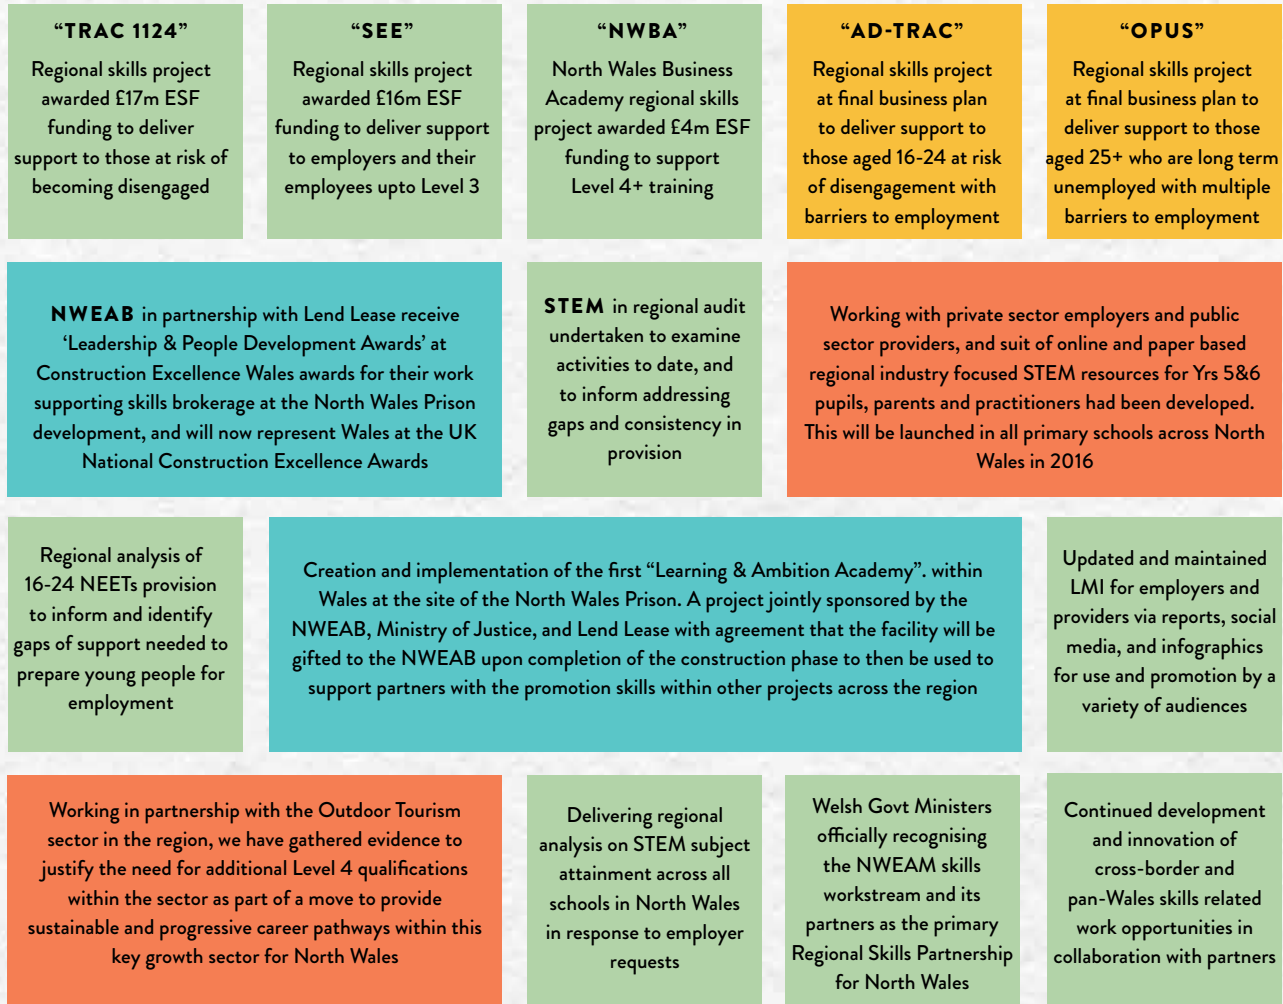 “TRAC 1124”
Regional skills project
awarded £17m ESF
funding to deliver
support to those at risk of
becoming disengaged
“SEE”
Regional skills project
awarded £16m ESF
funding to deliver support
to employers and their
employees upto Level 3
“NWBA”
North Wales Business
Academy regional skills
project awarded £4m ESF
funding to support
Level 4+ training
“AD-TRAC”
Regional skills project
at final business plan
to deliver support to
those aged 16-24 at risk
of disengagement with
barriers to employment
“OPUS”
Regional skills project
at final business plan to
deliver support to those
aged 25+ who are long term
unemployed with multiple
barriers to employment
NWEAB in partnership with Lend Lease receive
‘Leadership & People Development Awards’ at
Construction Excellence Wales awards for their work
supporting skills brokerage at the North Wales Prison
development, and will now represent Wales at the UK
National Construction Excellence Awards
STEM in regional audit
undertaken to examine
activities to date, and
to inform addressing
gaps and consistency in
provision
Working with private sector employers and public
sector providers, and suit of online and paper based
regional industry focused STEM resources for Yrs 5&6
pupils, parents and practitioners had been developed.
This will be launched in all primary schools across North
Wales in 2016
Regional analysis of
16-24 NEETs provision
to inform and identify
gaps of support needed to
prepare young people for
employment
Creation and implementation of the first “Learning & Ambition Academy”. within
Wales at the site of the North Wales Prison. A project jointly sponsored by the
NWEAB, Ministry of Justice, and Lend Lease with agreement that the facility will be
gifted to the NWEAB upon completion of the construction phase to then be used to
support partners with the promotion skills within other projects across the region
Updated and maintained
LMI for employers and
providers via reports, social
media, and infographics
for use and promotion by a
variety of audiences
Working in partnership with the Outdoor Tourism
sector in the region, we have gathered evidence to
justify the need for additional Level 4 qualifications
within the sector as part of a move to provide
sustainable and progressive career pathways within this
key growth sector for North Wales
Delivering regional
analysis on STEM subject
attainment across all
schools in North Wales
in response to employer
requests
Welsh Govt Ministers
officially recognising
the NWEAM skills
workstream and its
partners as the primary
Regional Skills Partnership
for North Wales
Continued development
and innovation of
cross-border and
pan-Wales skills related
work opportunities in
collaboration with partners